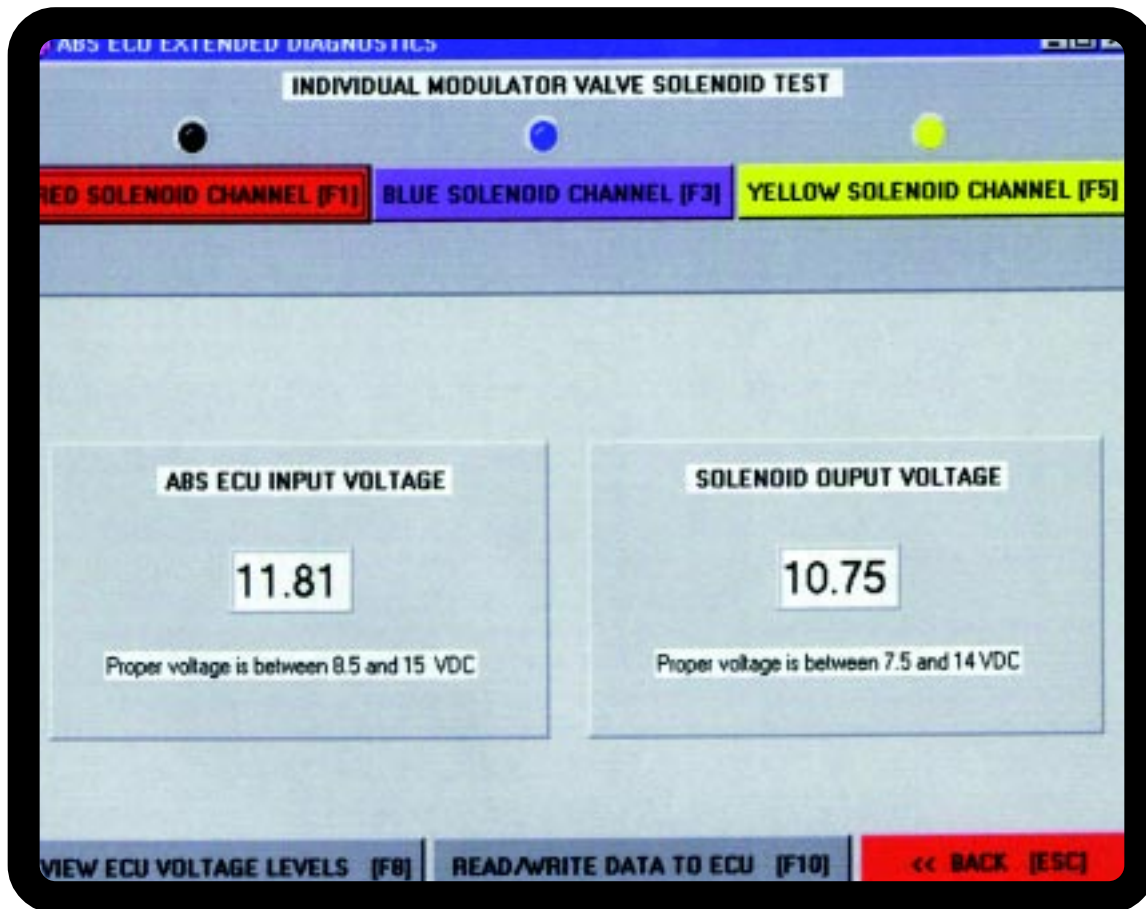 ABS ECU EXTENDED DIAGNOSTICS
INDIVIDUAL MODULATOR VALVE SOLENOID TEST
RED SOLENOID CHANNEL [F1]
BLUE SOLENOID CHANNEL [F3]
YELLOW SOLENOID CHANNEL [F5]
ABS ECU INPUT VOLTAGE
11.81
Proper voltage is between 8.5 and 15 VDC
SOLENOID OUPUT VOLTAGE
10.75
Proper voltage is between 7.5 and 14 VDC
VIEW ECU VOLTAGE LEVELS [F8]
READ/WRITE DATA TO ECU [F10]
<< BACK [ESC]